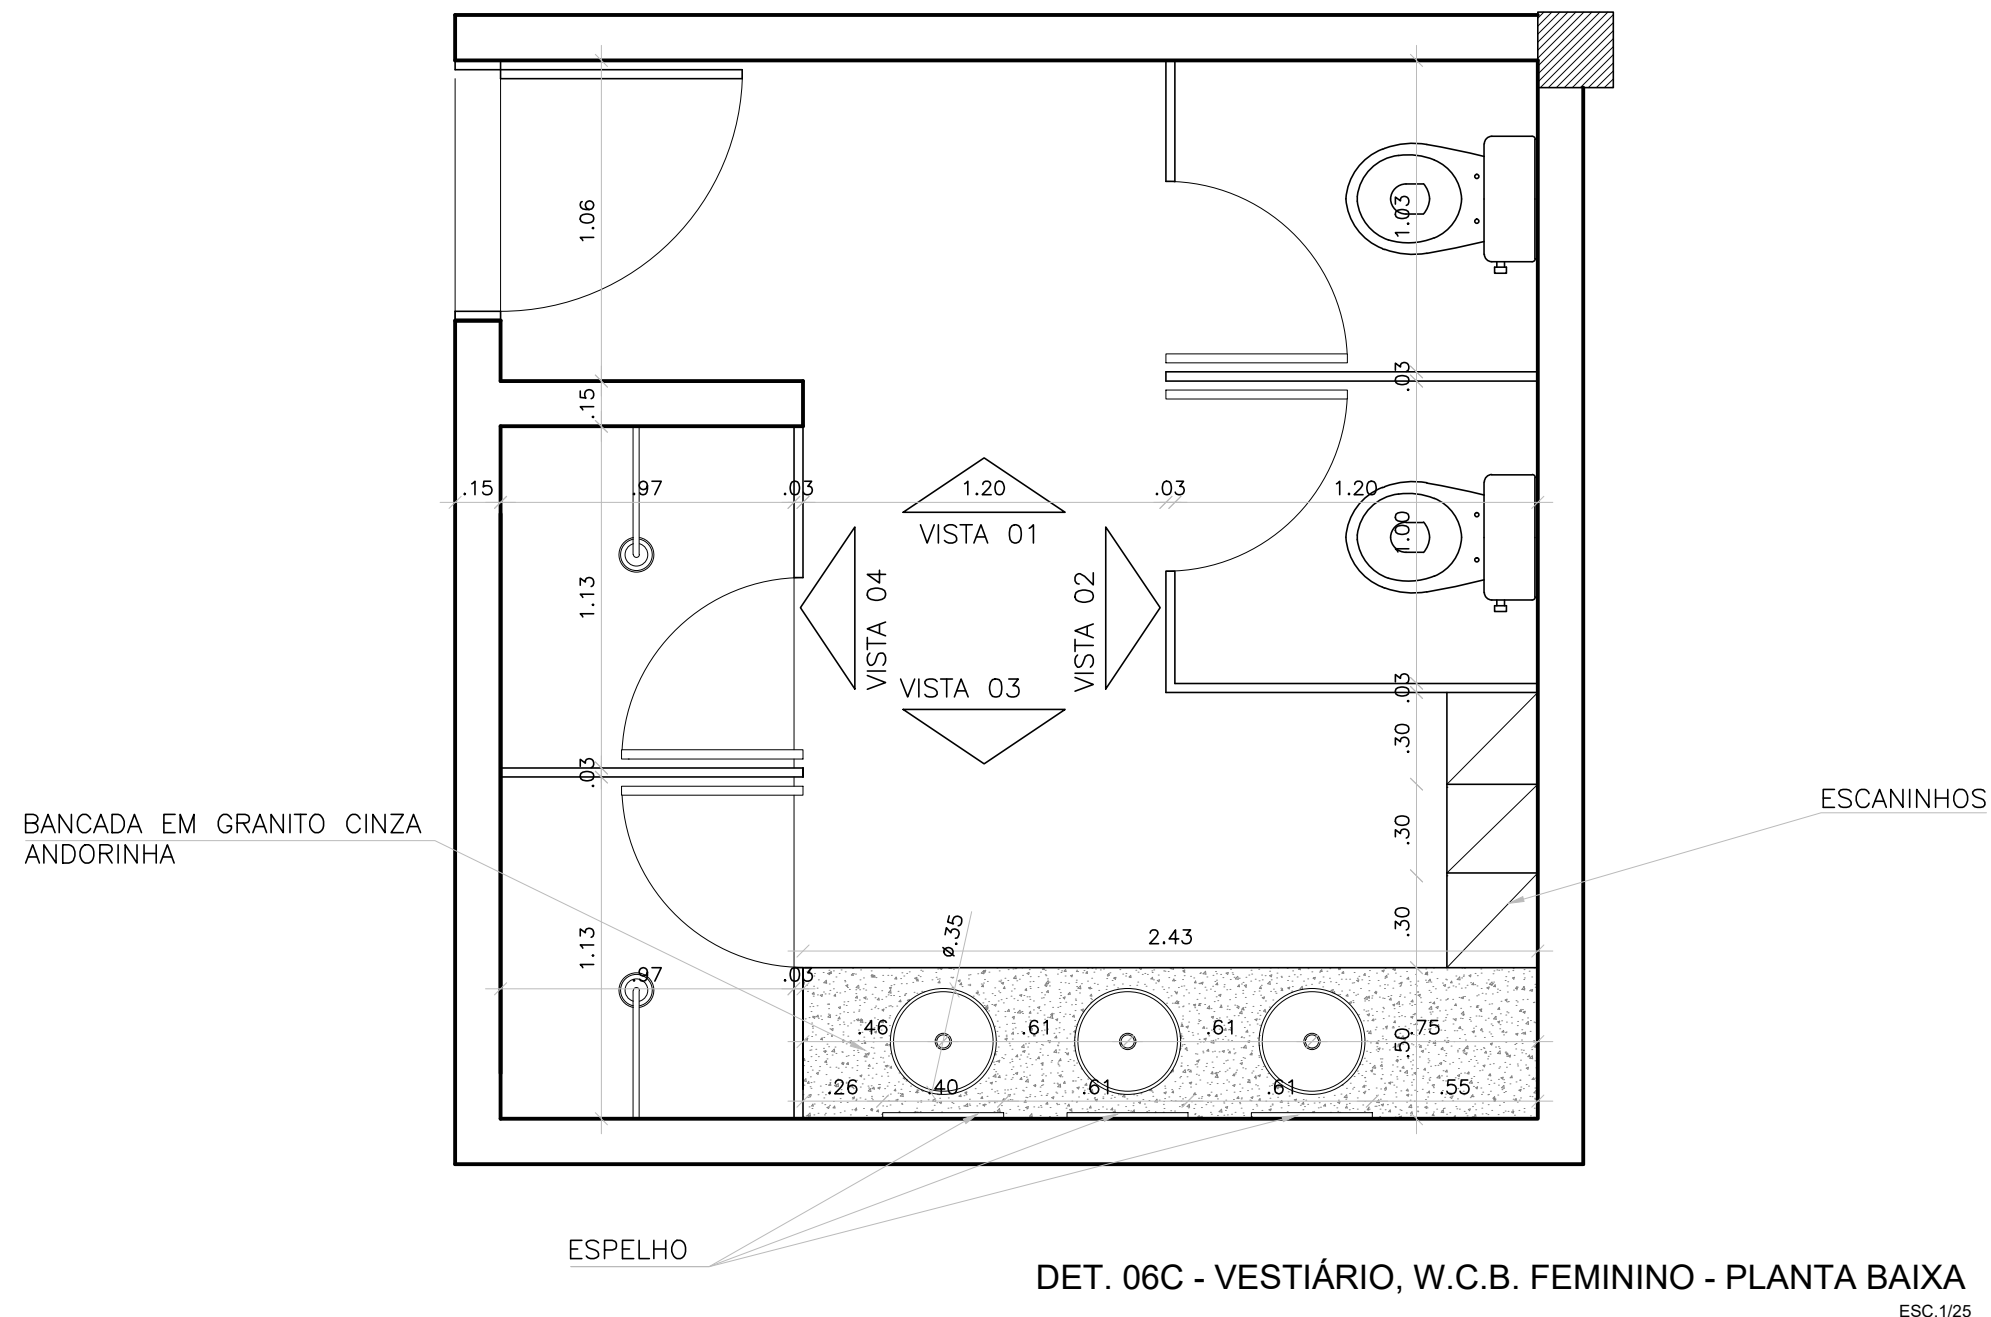 1.06
1.03
.15
.03
.15
.97
.03
1.20
.03
1.20
VISTA 01
1.00
1.13
VISTA 04
VISTA 02
VISTA 03
.03
.30
.03
.30
ESCANINHOS
BANCADA EM GRANITO CINZA
ANDORINHA
.30
ø.35
2.43
1.13
.97
.03
.46
.61
.61
.75
.50
.26
.40
.61
.61
.55
ESPELHO
DET. 06C - VESTIÁRIO, W.C.B. FEMININO - PLANTA BAIXA
ESC.1/25